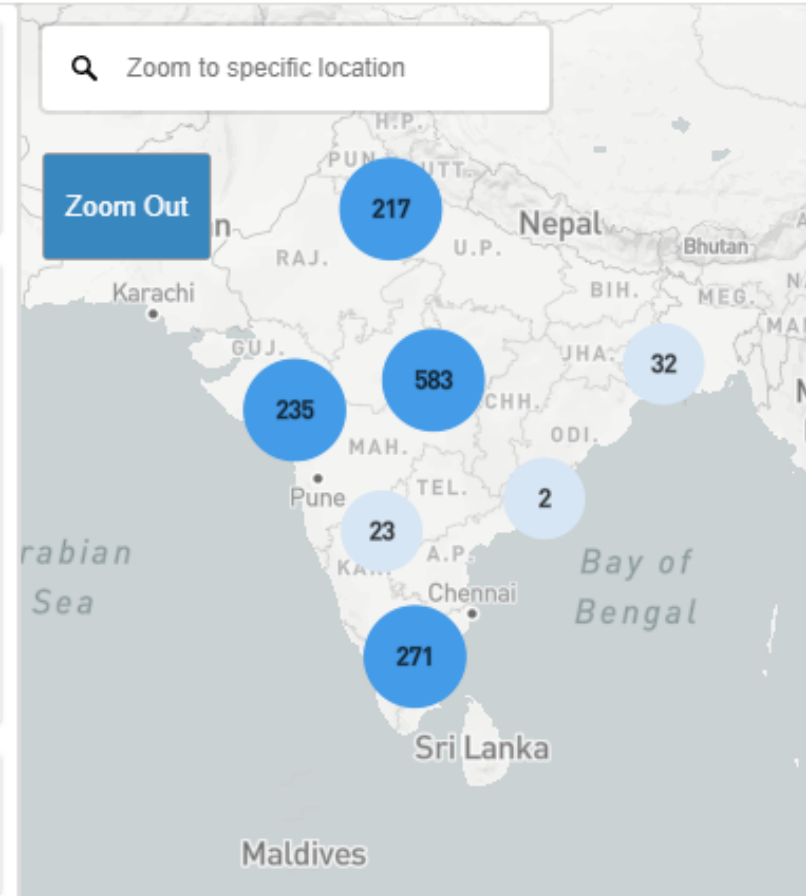 Zoom to specific location
H.P.
PUN
UTT.
217
Zoom Out
n
Nepal
U.P.
Bhutan
RAJ.
Karachi
BIH.
MEG.
GUJ.
JHA.
32
583
235
CHH.
ODI.
MAH.
TEL.
Pune
2
23
A.P.
rabian
Sea
Bay of
Bengal
Chennai
271
Sri Lanka
Maldives